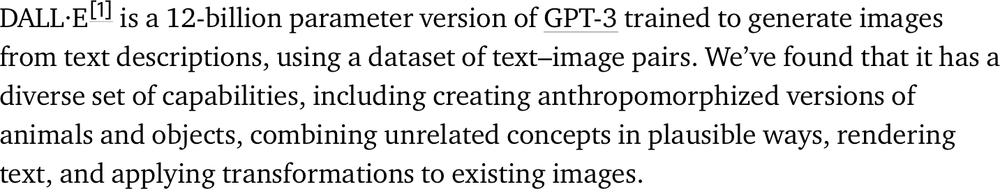 DALL·E[1] is a 12-billion parameter version of GPT-3 trained to generate images
from text descriptions, using a dataset of text–image pairs. We’ve found that it has a
diverse set of capabilities, including creating anthropomorphized versions of
animals and objects, combining unrelated concepts in plausible ways, rendering
text, and applying transformations to existing images.